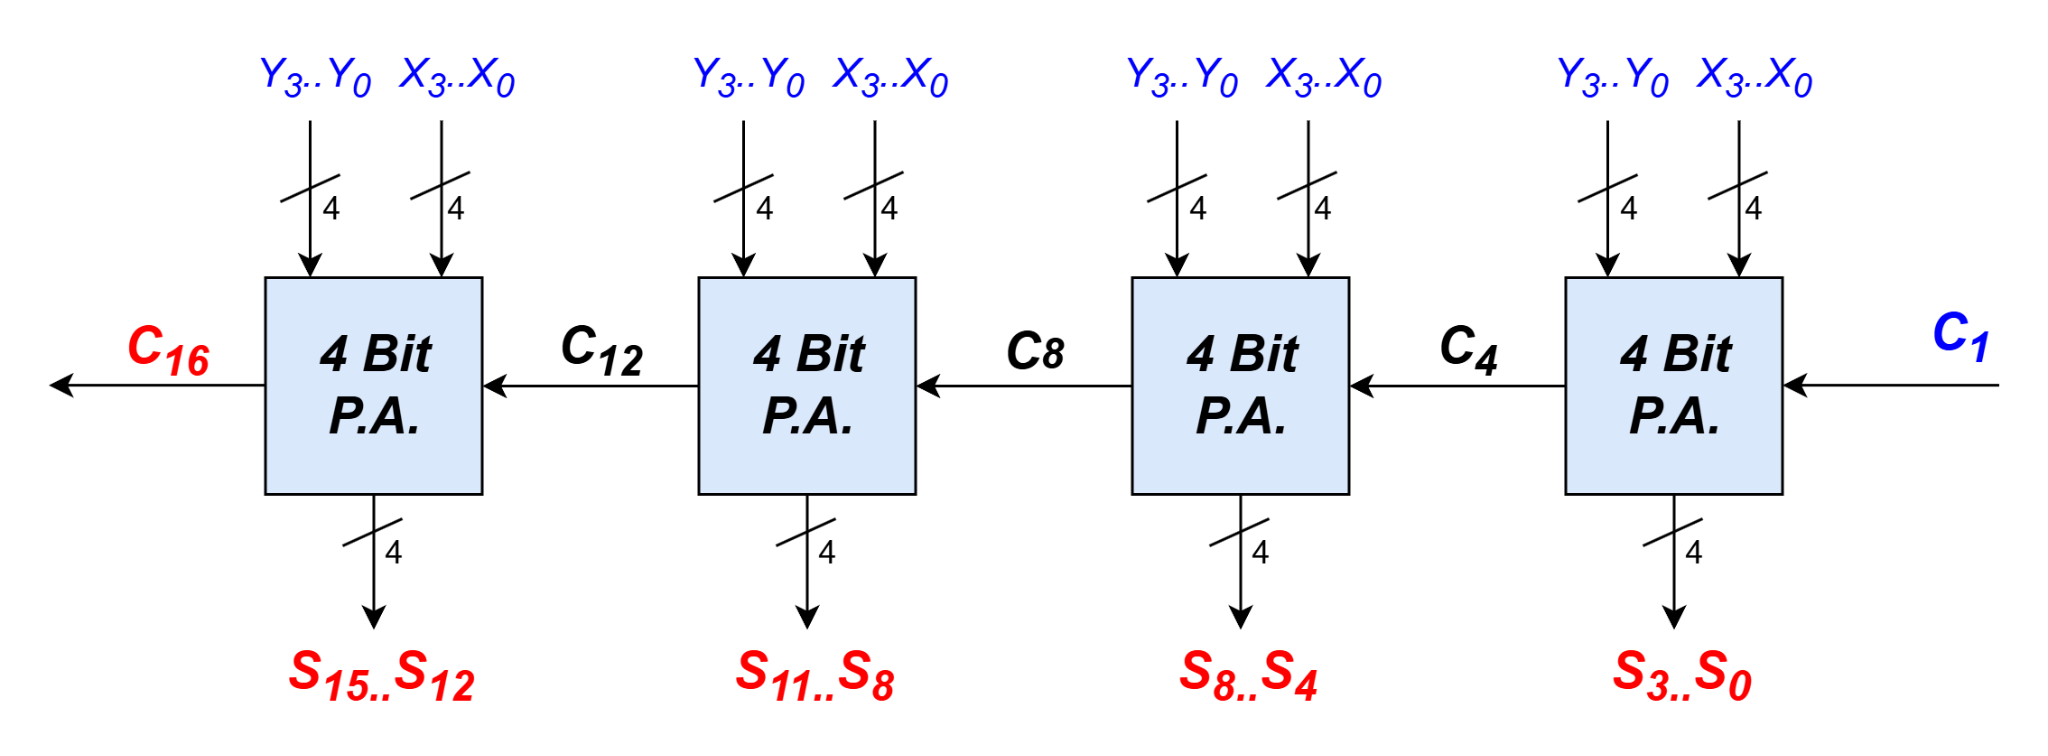 Y3..Y0 X3..X0 Y3..Y0 X3..X0 Y3..Y0 X3..X0 Y3..Y0 X3..X0
4 4 4 4 4 4 4 4
C16 4 Bit P.A. C12 4 Bit P.A. C8 4 Bit P.A. C4 4 Bit P.A. C1
4 4 4 4
S15..S12 S11..S8 S8..S4 S3..S0